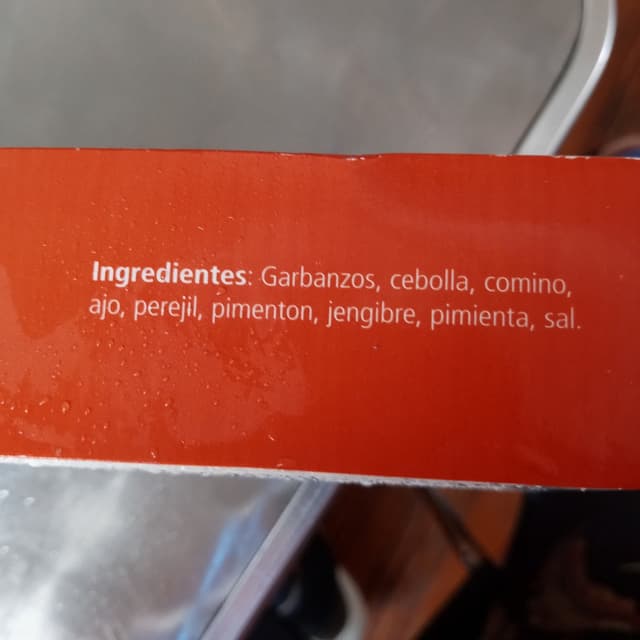 Ingredientes: Garbanzos, cebolla, comino,
ajo, perejil, pimenton, jengibre, pimienta, sal.